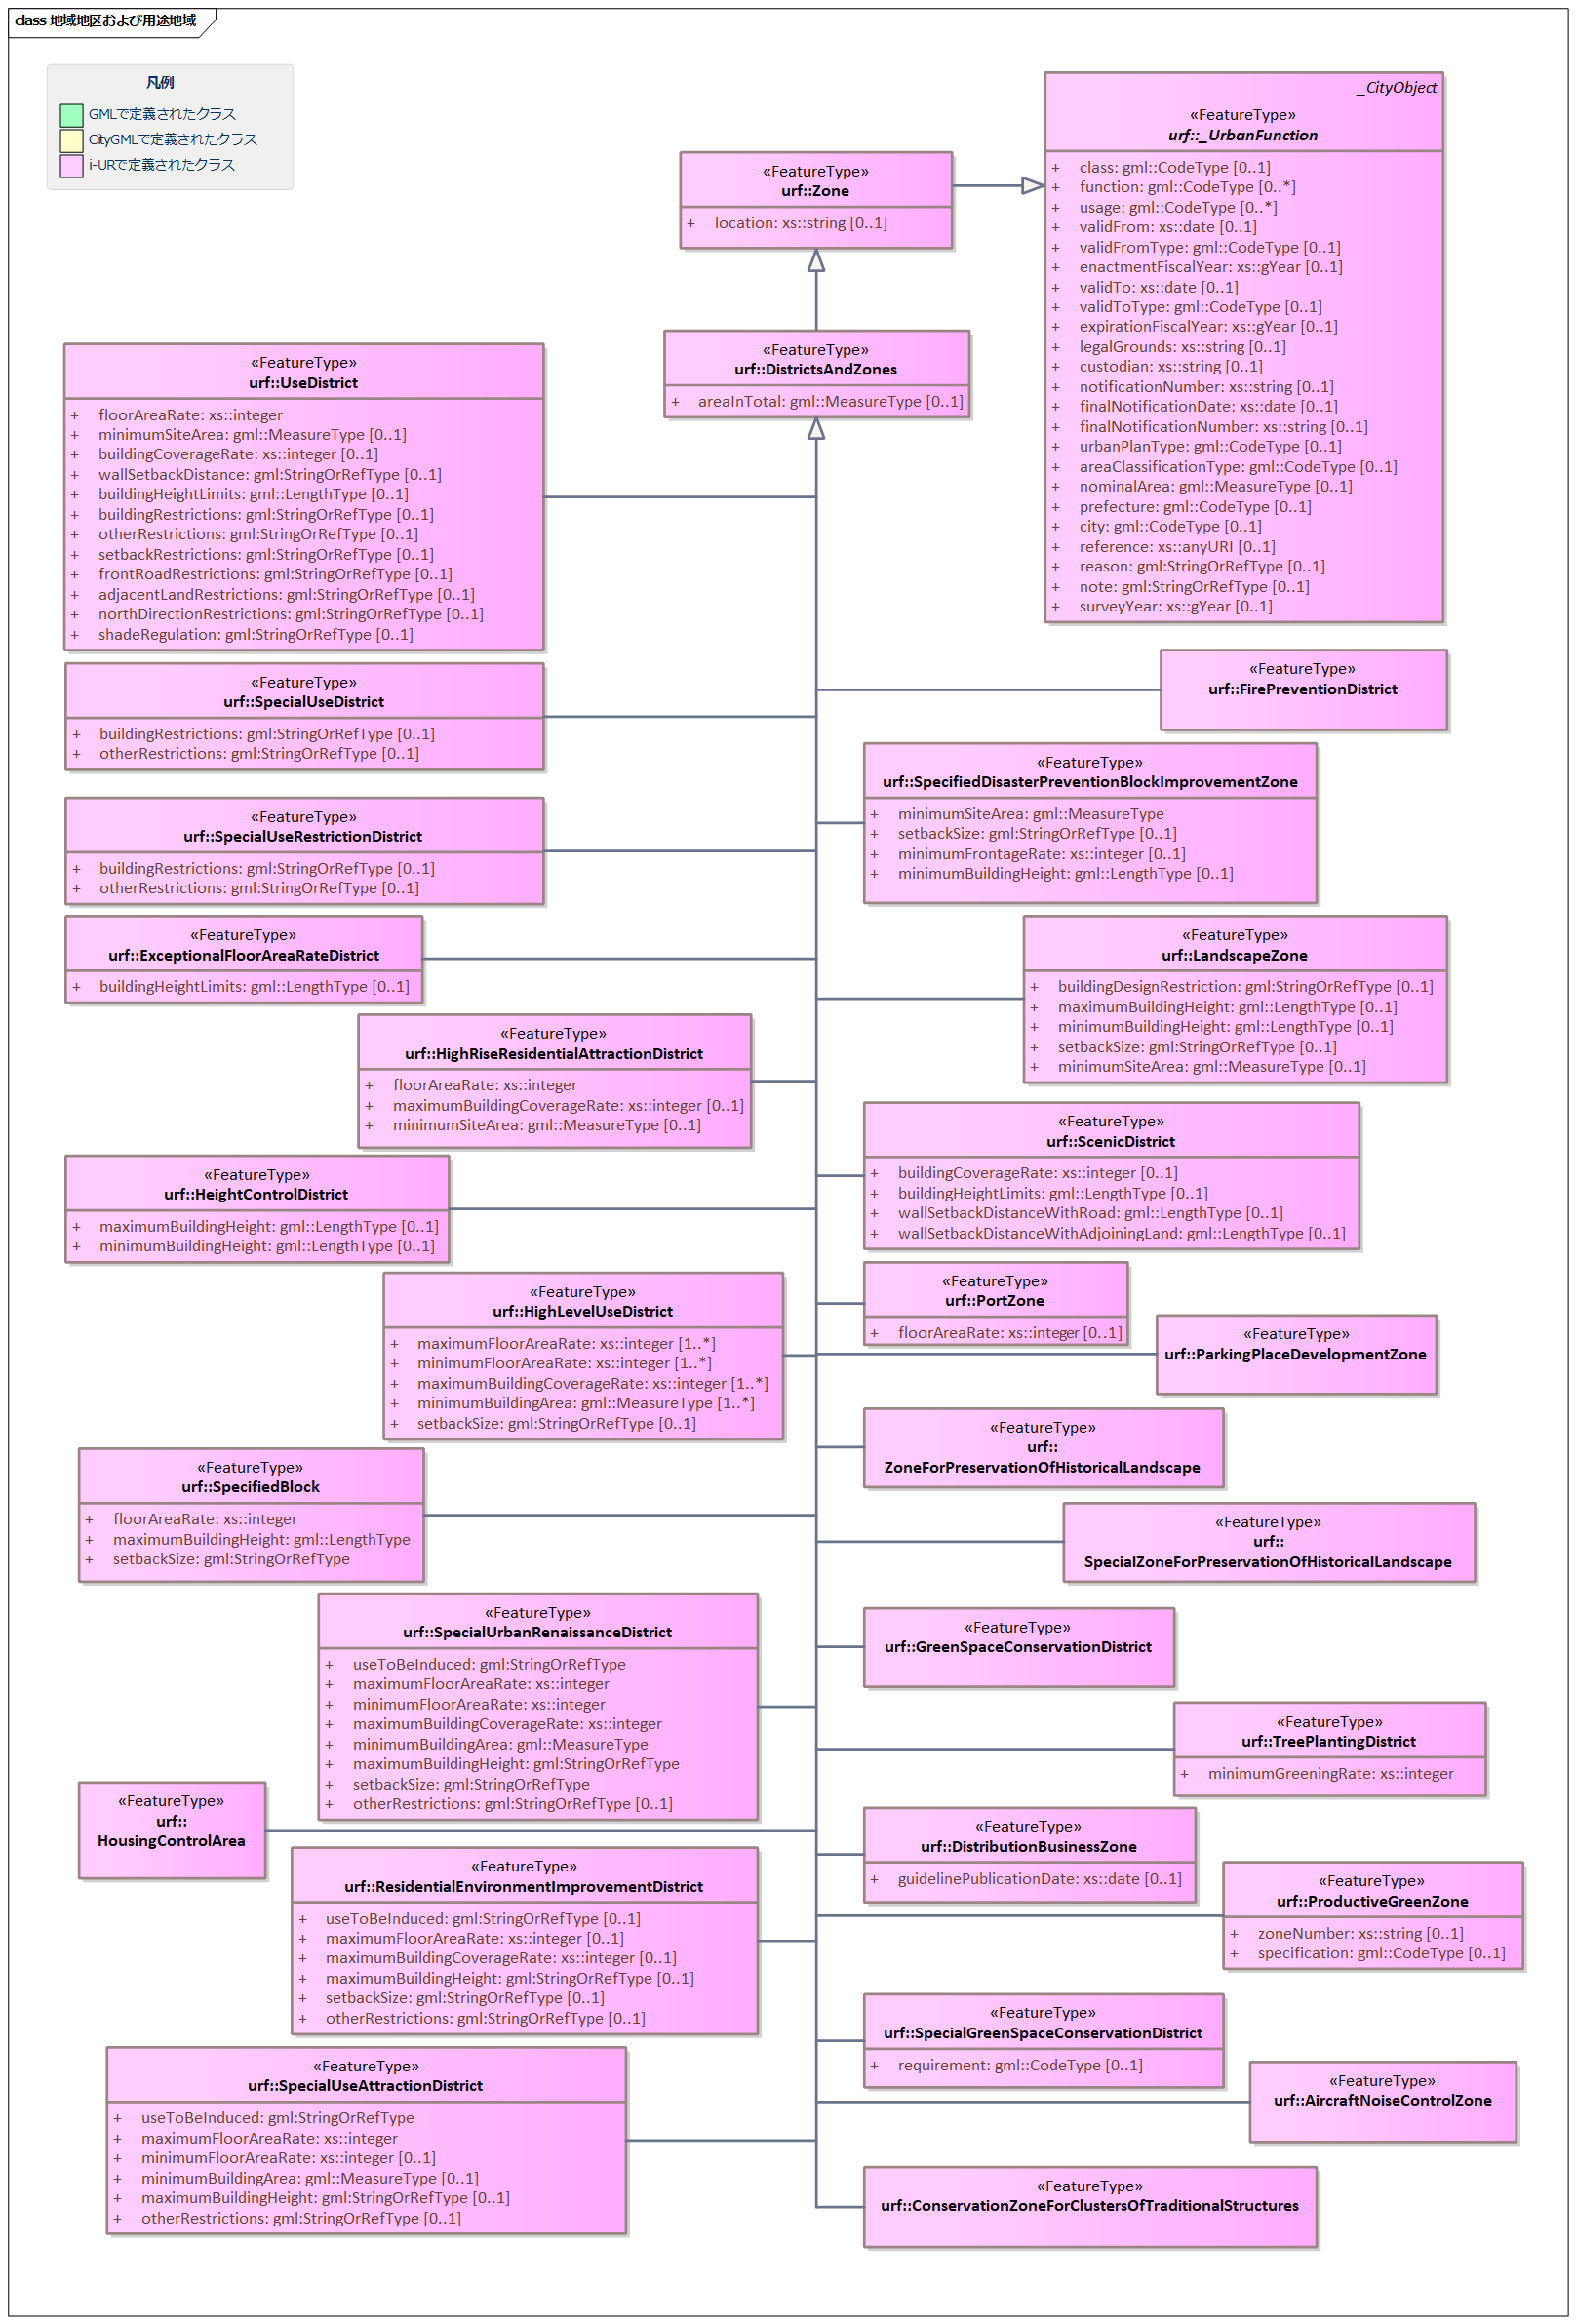 class 地域地区および用途地域
凡例
GMLで定義されたクラス
CityGMLで定義されたクラス
i-URで定義されたクラス
_CityObject
«FeatureType»
urf::_UrbanFunction
+ class: gml::CodeType [0..1]
+ function: gml::CodeType [0..*]
+ usage: gml::CodeType [0..*]
+ validFrom: xs::date [0..1]
+ validFromType: gml::CodeType [0..1]
+ enactmentFiscalYear: xs::gYear [0..1]
+ validTo: xs::date [0..1]
+ validToType: gml::CodeType [0..1]
+ expirationFiscalYear: xs::gYear [0..1]
+ legalGrounds: xs::string [0..1]
+ custodian: xs::string [0..1]
+ notificationNumber: xs::string [0..1]
+ finalNotificationDate: xs::date [0..1]
+ finalNotificationNumber: xs::string [0..1]
+ urbanPlanType: gml::CodeType [0..1]
+ areaClassificationType: gml::CodeType [0..1]
+ nominalArea: gml::MeasureType [0..1]
+ prefecture: gml::CodeType [0..1]
+ city: gml::CodeType [0..1]
+ reference: xs::anyURI [0..1]
+ reason: gml:StringOrRefType [0..1]
+ note: gml:StringOrRefType [0..1]
+ surveyYear: xs::gYear [0..1]
«FeatureType»
urf::Zone
+ location: xs::string [0..1]
«FeatureType»
urf::DistrictsAndZones
+ areaInTotal: gml::MeasureType [0..1]
«FeatureType»
urf::UseDistrict
+ floorAreaRate: xs::integer
+ minimumSiteArea: gml::MeasureType [0..1]
+ buildingCoverageRate: xs::integer [0..1]
+ wallSetbackDistance: gml:StringOrRefType [0..1]
+ buildingHeightLimits: gml::LengthType [0..1]
+ buildingRestrictions: gml:StringOrRefType [0..1]
+ otherRestrictions: gml:StringOrRefType [0..1]
+ setbackRestrictions: gml:StringOrRefType [0..1]
+ frontRoadRestrictions: gml:StringOrRefType [0..1]
+ adjacentLandRestrictions: gml:StringOrRefType [0..1]
+ northDirectionRestrictions: gml:StringOrRefType [0..1]
+ shadeRegulation: gml:StringOrRefType [0..1]
«FeatureType»
urf::SpecialUseDistrict
+ buildingRestrictions: gml:StringOrRefType [0..1]
+ otherRestrictions: gml:StringOrRefType [0..1]
«FeatureType»
urf::SpecialUseRestrictionDistrict
+ buildingRestrictions: gml:StringOrRefType [0..1]
+ otherRestrictions: gml:StringOrRefType [0..1]
«FeatureType»
urf::ExceptionalFloorAreaRateDistrict
+ buildingHeightLimits: gml::LengthType [0..1]
«FeatureType»
urf::HighRiseResidentialAttractionDistrict
+ floorAreaRate: xs::integer
+ maximumBuildingCoverageRate: xs::integer [0..1]
+ minimumSiteArea: gml::MeasureType [0..1]
«FeatureType»
urf::HeightControlDistrict
+ maximumBuildingHeight: gml::LengthType [0..1]
+ minimumBuildingHeight: gml::LengthType [0..1]
«FeatureType»
urf::HighLevelUseDistrict
+ maximumFloorAreaRate: xs::integer [1..*]
+ minimumFloorAreaRate: xs::integer [1..*]
+ maximumBuildingCoverageRate: xs::integer [1..*]
+ minimumBuildingArea: gml::MeasureType [1..*]
+ setbackSize: gml:StringOrRefType [0..1]
«FeatureType»
urf::SpecifiedBlock
+ floorAreaRate: xs::integer
+ maximumBuildingHeight: gml::LengthType
+ setbackSize: gml:StringOrRefType
«FeatureType»
urf::SpecialUrbanRenaissanceDistrict
+ useToBeInduced: gml:StringOrRefType
+ maximumFloorAreaRate: xs::integer
+ minimumFloorAreaRate: xs::integer
+ maximumBuildingCoverageRate: xs::integer
+ minimumBuildingArea: gml::MeasureType
+ maximumBuildingHeight: gml:StringOrRefType
+ setbackSize: gml:StringOrRefType
+ otherRestrictions: gml:StringOrRefType [0..1]
«FeatureType»
urf::
HousingControlArea
«FeatureType»
urf::ResidentialEnvironmentImprovementDistrict
+ useToBeInduced: gml:StringOrRefType [0..1]
+ maximumFloorAreaRate: xs::integer [0..1]
+ maximumBuildingCoverageRate: xs::integer [0..1]
+ maximumBuildingHeight: gml:StringOrRefType [0..1]
+ setbackSize: gml:StringOrRefType [0..1]
+ otherRestrictions: gml:StringOrRefType [0..1]
«FeatureType»
urf::SpecialUseAttractionDistrict
+ useToBeInduced: gml:StringOrRefType
+ maximumFloorAreaRate: xs::integer
+ minimumFloorAreaRate: xs::integer [0..1]
+ minimumBuildingArea: gml::MeasureType [0..1]
+ maximumBuildingHeight: gml:StringOrRefType [0..1]
+ otherRestrictions: gml:StringOrRefType [0..1]
«FeatureType»
urf::FirePreventionDistrict
«FeatureType»
urf::SpecifiedDisasterPreventionBlockImprovementZone
+ minimumSiteArea: gml::MeasureType
+ setbackSize: gml:StringOrRefType [0..1]
+ minimumFrontageRate: xs::integer [0..1]
+ minimumBuildingHeight: gml::LengthType [0..1]
«FeatureType»
urf::LandscapeZone
+ buildingDesignRestriction: gml:StringOrRefType [0..1]
+ maximumBuildingHeight: gml::LengthType [0..1]
+ minimumBuildingHeight: gml::LengthType [0..1]
+ setbackSize: gml:StringOrRefType [0..1]
+ minimumSiteArea: gml::MeasureType [0..1]
«FeatureType»
urf::ScenicDistrict
+ buildingCoverageRate: xs::integer [0..1]
+ buildingHeightLimits: gml::LengthType [0..1]
+ wallSetbackDistanceWithRoad: gml::LengthType [0..1]
+ wallSetbackDistanceWithAdjoiningLand: gml::LengthType [0..1]
«FeatureType»
urf::PortZone
+ floorAreaRate: xs::integer [0..1]
«FeatureType»
urf::ParkingPlaceDevelopmentZone
«FeatureType»
urf::
ZoneForPreservationOfHistoricalLandscape
«FeatureType»
urf::
SpecialZoneForPreservationOfHistoricalLandscape
«FeatureType»
urf::GreenSpaceConservationDistrict
«FeatureType»
urf::TreePlantingDistrict
+ minimumGreeningRate: xs::integer
«FeatureType»
urf::DistributionBusinessZone
+ guidelinePublicationDate: xs::date [0..1]
«FeatureType»
urf::ProductiveGreenZone
+ zoneNumber: xs::string [0..1]
+ specification: gml::CodeType [0..1]
«FeatureType»
urf::SpecialGreenSpaceConservationDistrict
+ requirement: gml::CodeType [0..1]
«FeatureType»
urf::AircraftNoiseControlZone
«FeatureType»
urf::ConservationZoneForClustersOfTraditionalStructures